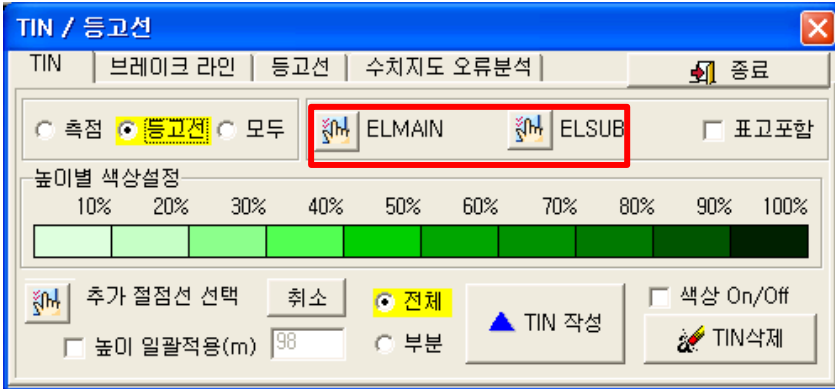 TIN / 등고선
TIN 브레이크 라인 등고선 수치지도 오류분석 종료
측점 등고선 모두 ELMAIN ELSUB 표고포함
높이별 색상설정
10% 20% 30% 40% 50% 60% 70% 80% 90% 100%
추가 절점선 선택 취소 전체 TIN 작성 색상 On/Off
높이 일괄적용(m) 98 부분 TIN삭제